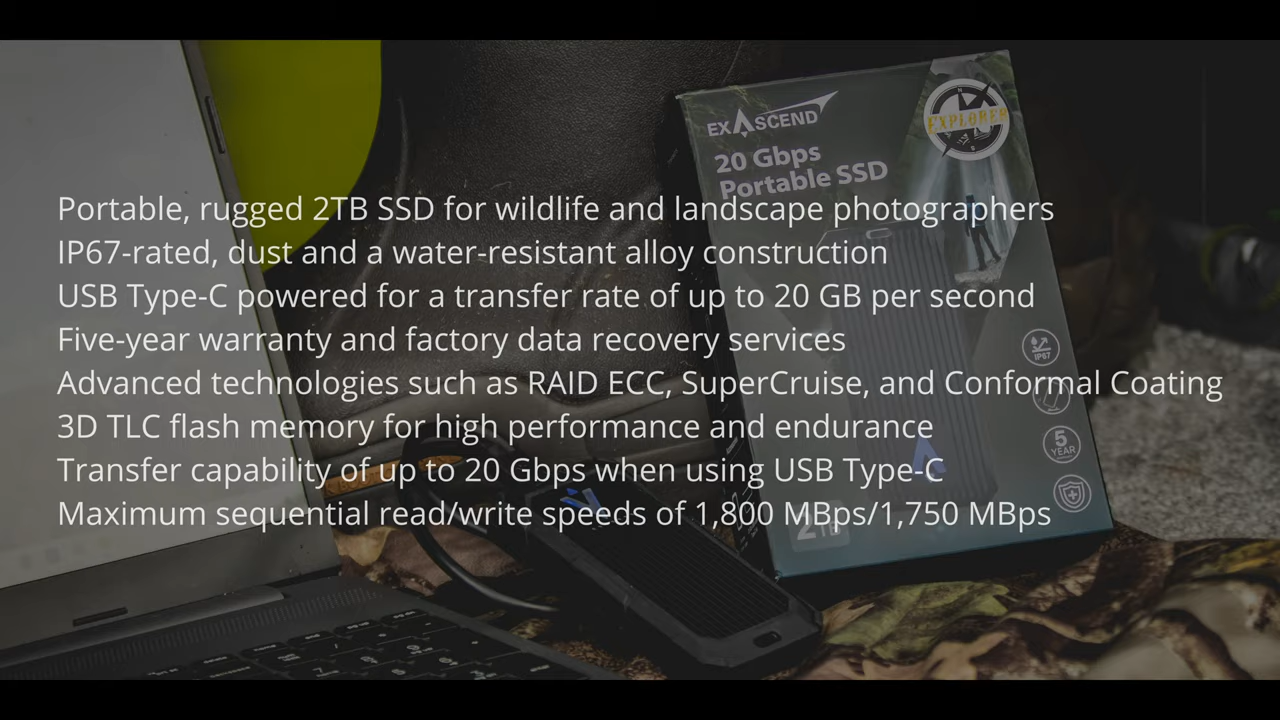 EXASCEND
EXPLORER
20 Gbps
Portable SSD
Portable, rugged 2TB SSD for wildlife and landscape photographers
IP67-rated, dust and a water-resistant alloy construction
USB Type-C powered for a transfer rate of up to 20 GB per second
Five-year warranty and factory data recovery services
IP67
Advanced technologies such as RAID ECC, SuperCruise, and Conformal Coating
3D TLC flash memory for high performance and endurance
5
YEAR
Transfer capability of up to 20 Gbps when using USB Type-C
Maximum sequential read/write speeds of 1,800 MBps/1,750 MBps
2TB